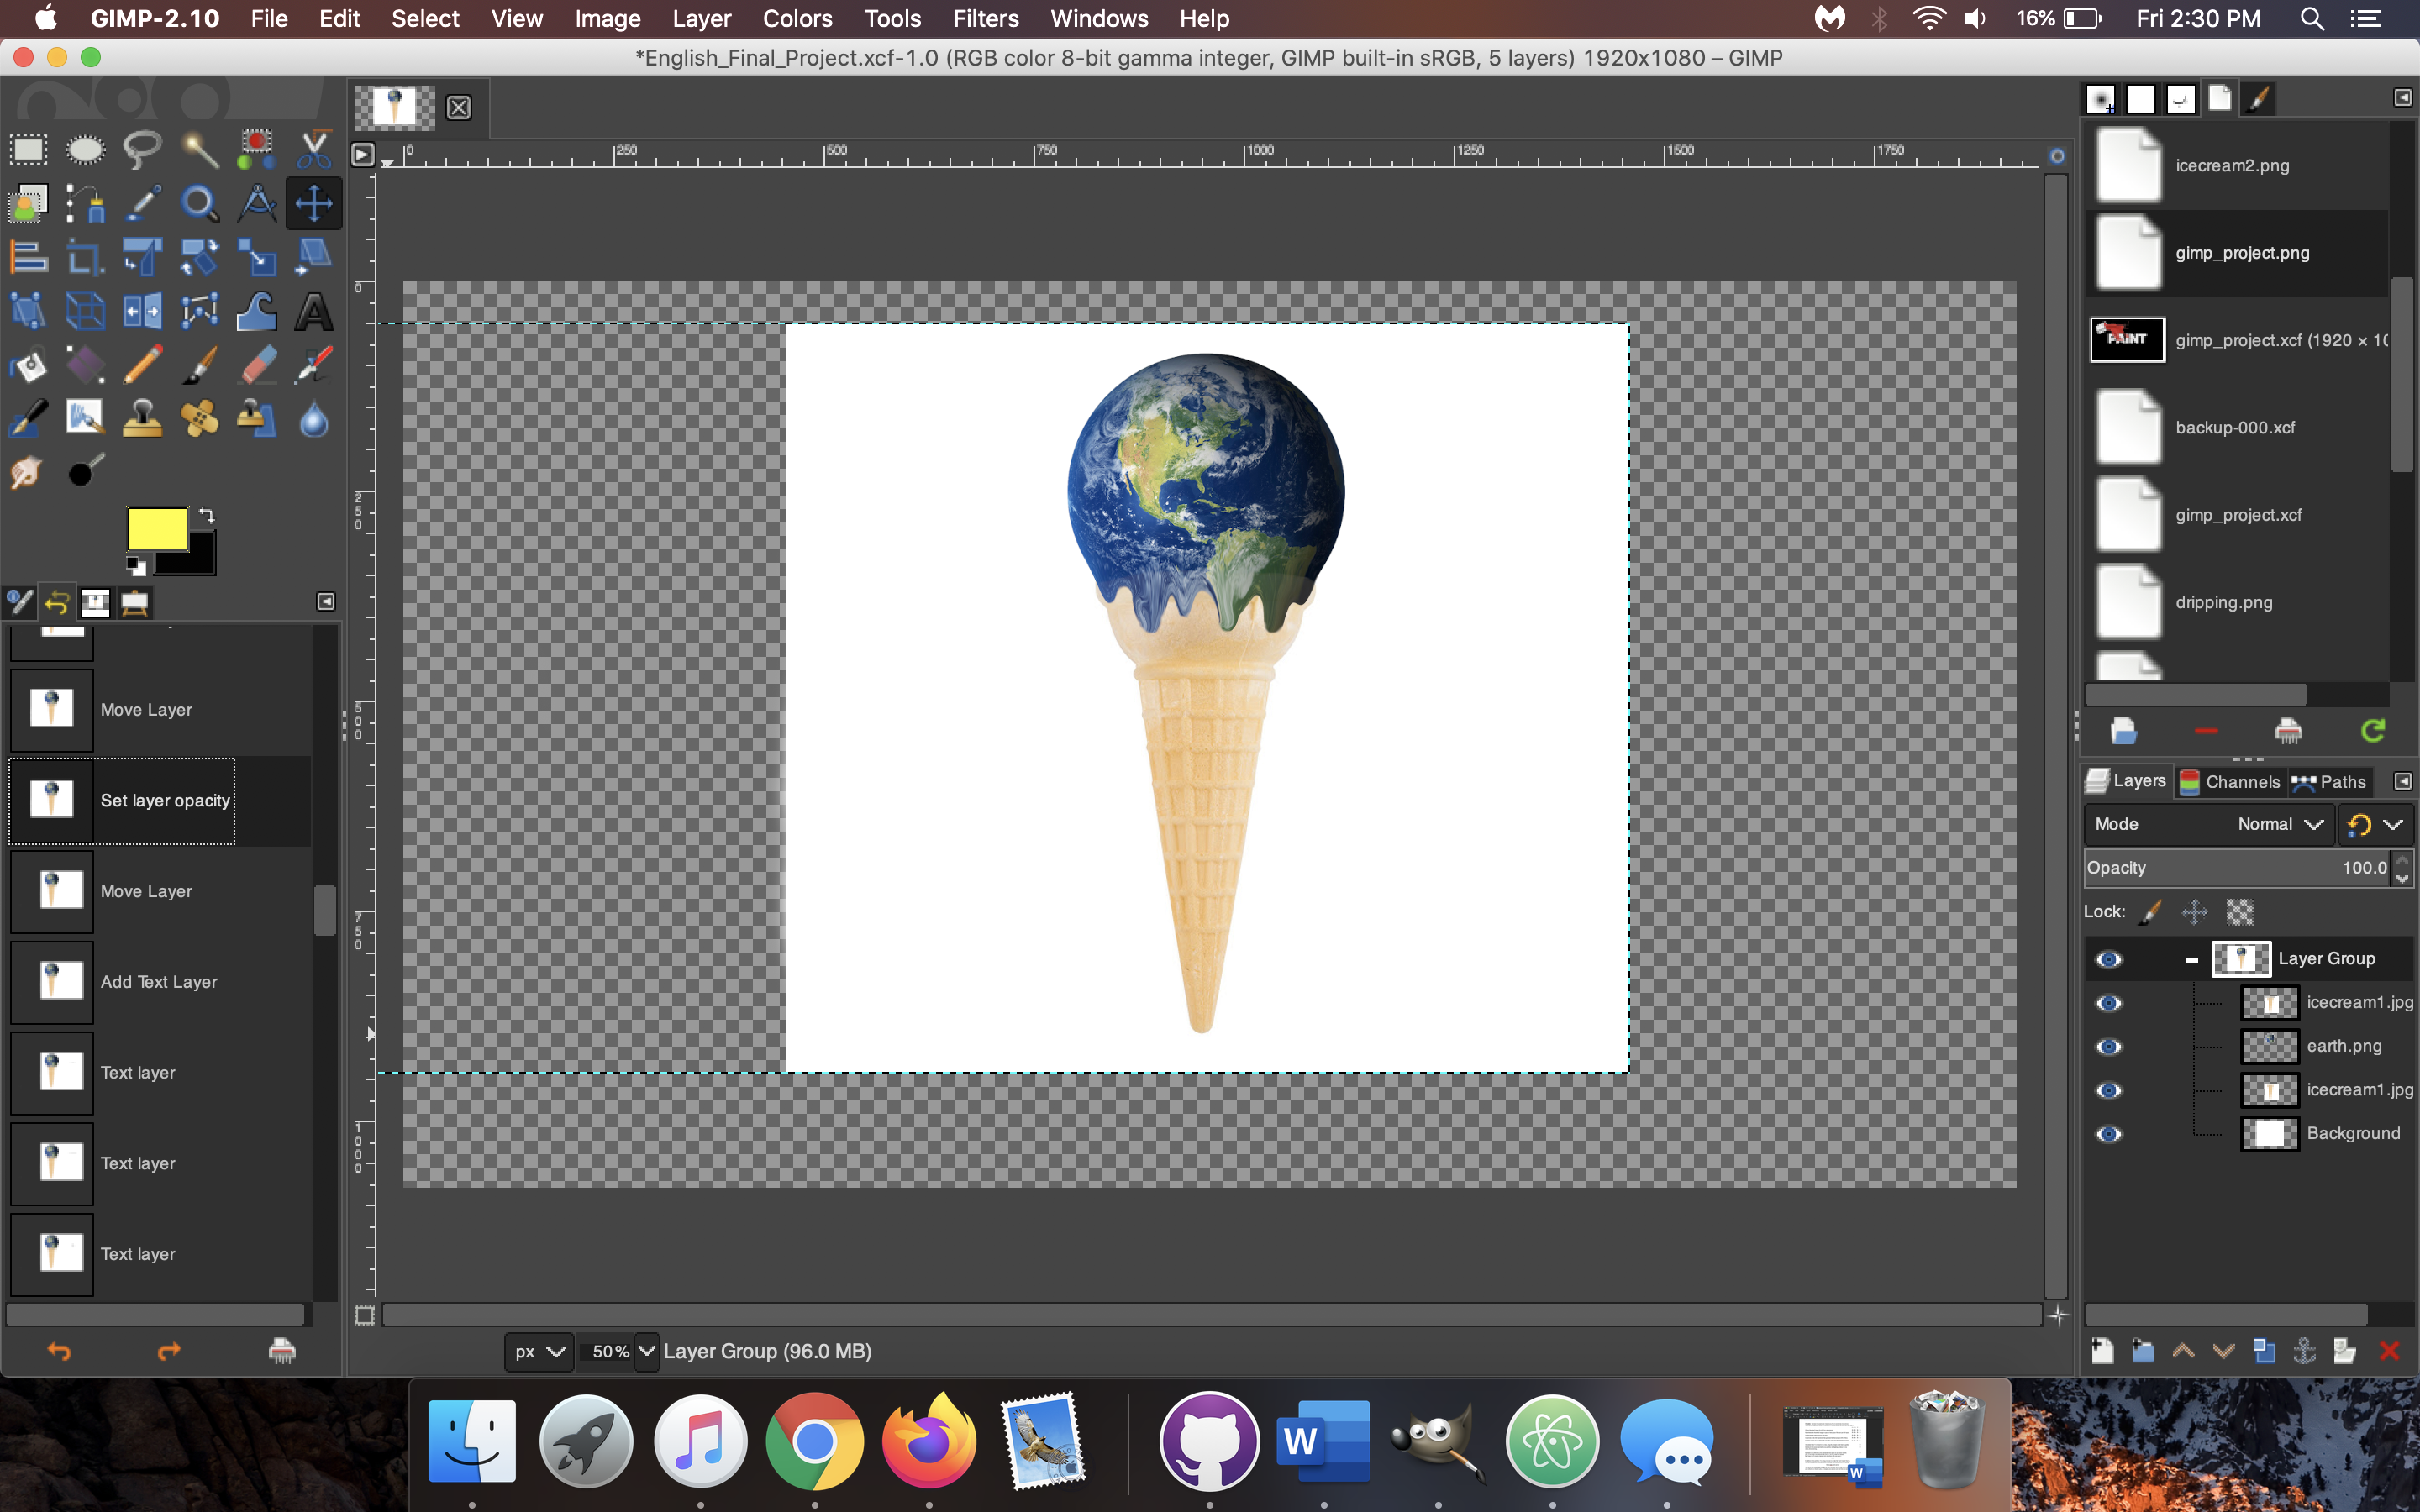 GIMP-2.10 File Edit Select View Image Layer Colors Tools Filters Windows Help 16% Fri 2:30 PM
*English_Final_Project.xcf-1.0 (RGB color 8-bit gamma integer, GIMP built-in sRGB, 5 layers) 1920x1080 – GIMP
0 250 500 750 1000 1250 1500 1750
0
250
500
750
1000
Move Layer
Set layer opacity
Move Layer
Add Text Layer
Text layer
Text layer
Text layer
px 50% Layer Group (96.0 MB)
icecream2.png
gimp_project.png
PAINT
gimp_project.xcf (1920 × 10
backup-000.xcf
gimp_project.xcf
dripping.png
Layers Channels Paths
Mode Normal
Opacity 100.0
Lock:
Layer Group
icecream1.jpg
earth.png
icecream1.jpg
Background
W
W